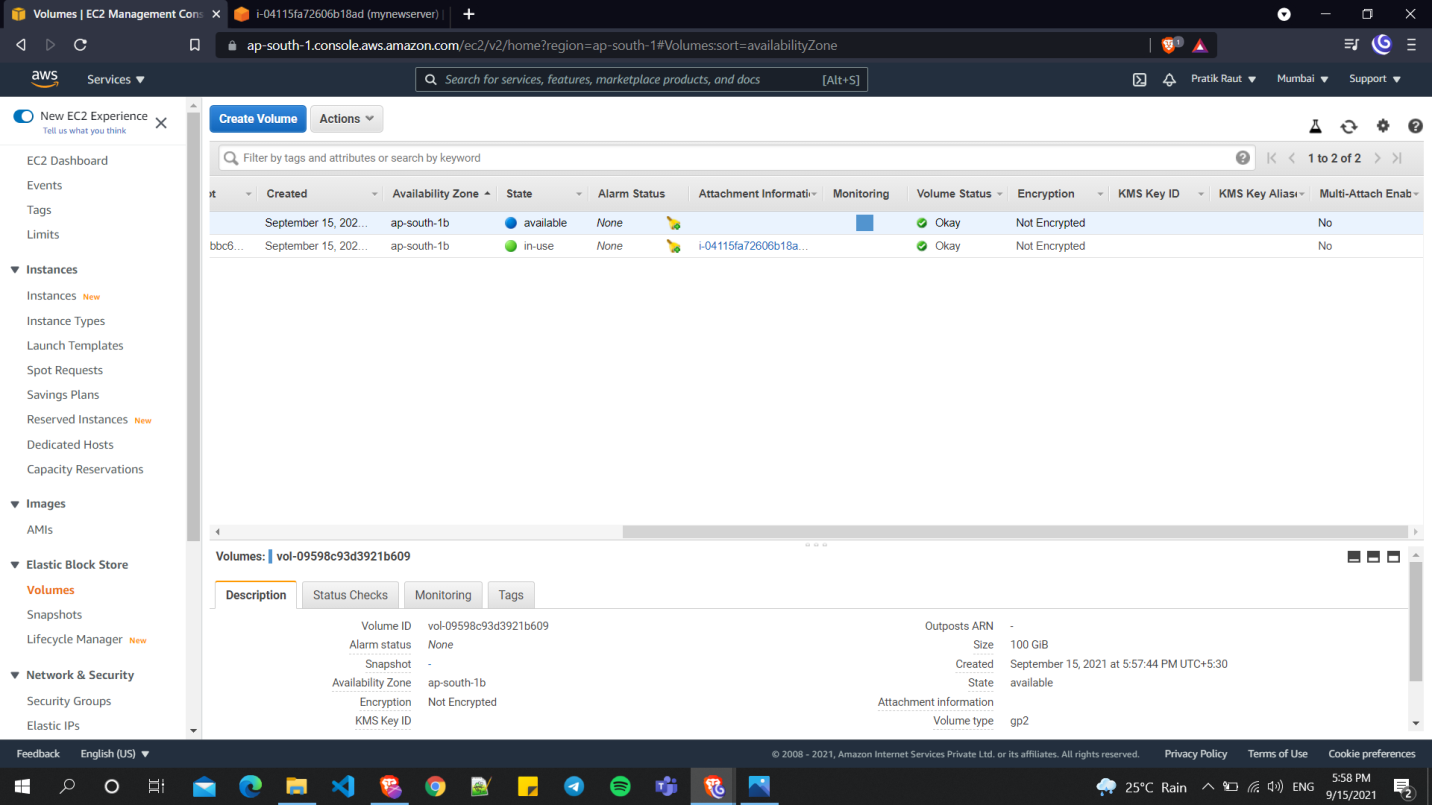 Volumes | EC2 Management Cons
i-04115fa72606b18ad (mynewserver)
ap-south-1.console.aws.amazon.com/ec2/v2/home?region=ap-south-1#Volumes:sort=availabilityZone
1
aws
Services
Search for services, features, marketplace products, and docs
[Alt+S]
Pratik Raut
Mumbai
Support
New EC2 Experience
Tell us what you think
EC2 Dashboard
Events
Tags
Limits
Instances
Instances New
Instance Types
Launch Templates
Spot Requests
Savings Plans
Reserved Instances New
Dedicated Hosts
Capacity Reservations
Images
AMIs
Elastic Block Store
Volumes
Snapshots
Lifecycle Manager New
Network & Security
Security Groups
Elastic IPs
Create Volume
Actions
Filter by tags and attributes or search by keyword
1 to 2 of 2
ot Created Availability Zone State Alarm Status Attachment Informati Monitoring Volume Status Encryption KMS Key ID KMS Key Alias Multi-Attach Enab
September 15, 202... ap-south-1b available None Okay Not Encrypted No
bbc6... September 15, 202... ap-south-1b in-use None i-04115fa72606b18a... Okay Not Encrypted No
Volumes: vol-09598c93d3921b609
Description
Status Checks
Monitoring
Tags
Volume ID vol-09598c93d3921b609
Alarm status None
Snapshot -
Availability Zone ap-south-1b
Encryption Not Encrypted
KMS Key ID
Outposts ARN -
Size 100 GiB
Created September 15, 2021 at 5:57:44 PM UTC+5:30
State available
Attachment information
Volume type gp2
Feedback
English (US)
© 2008 - 2021, Amazon Internet Services Private Ltd. or its affiliates. All rights reserved.
Privacy Policy
Terms of Use
Cookie preferences
25°C Rain
ENG
5:58 PM
9/15/2021
2